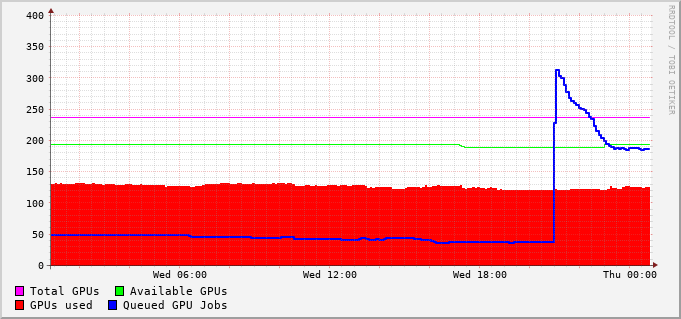 400
350
300
250
200
150
100
50
0
Wed 06:00 Wed 12:00 Wed 18:00 Thu 00:00
Total GPUs Available GPUs
GPUs used Queued GPU Jobs
RRDTOOL / TOBI OETIKER